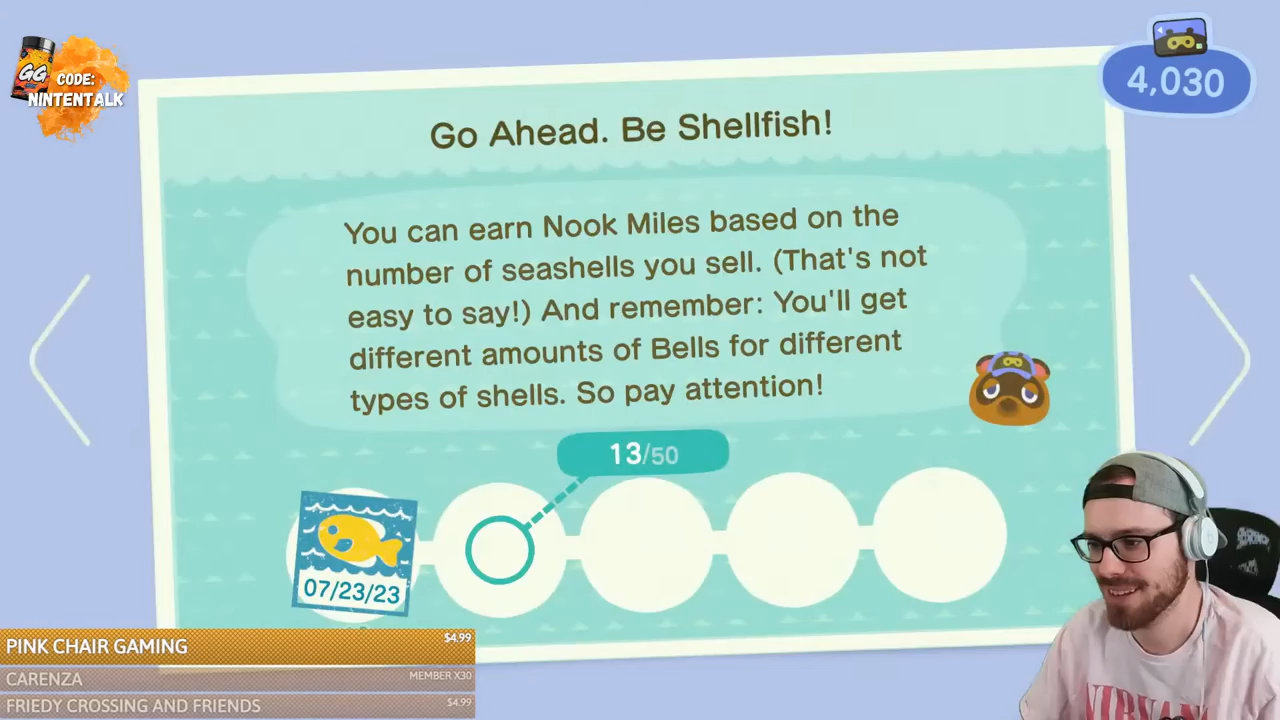 GG
CODE:
NINTENTALK
4,030
Go Ahead. Be Shellfish!
You can earn Nook Miles based on the
number of seashells you sell. (That's not
easy to say!) And remember: You'll get
different amounts of Bells for different
types of shells. So pay attention!
13/50
07/23/23
PINK CHAIR GAMING $4.99
CARENZA MEMBER X30
FRIEDY CROSSING AND FRIENDS $4.99
NIRVANA